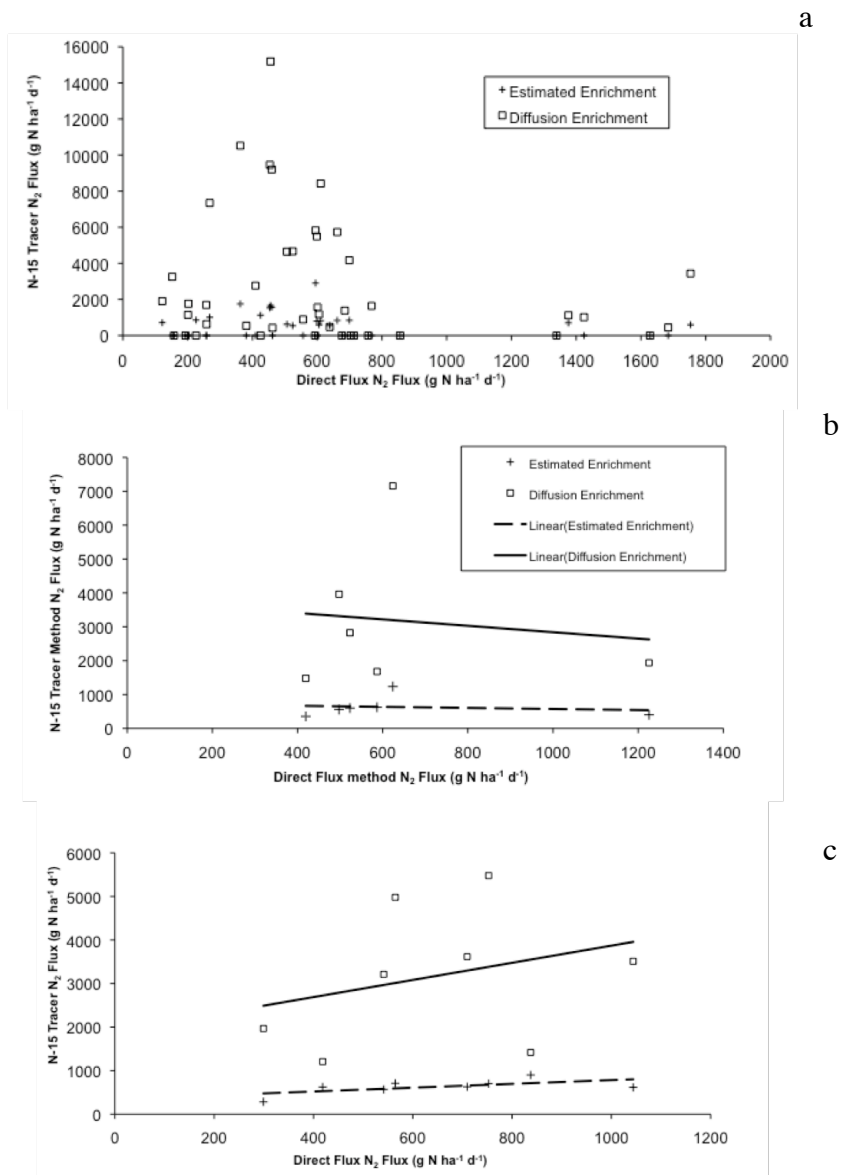 a
16000
14000
12000
10000
8000
6000
4000
2000
0
N-15 Tracer N₂ Flux (g N ha⁻¹ d⁻¹)
+ Estimated Enrichment
□ Diffusion Enrichment
0 200 400 600 800 1000 1200 1400 1600 1800 2000
Direct Flux N₂ Flux (g N ha⁻¹ d⁻¹)
b
8000
7000
6000
5000
4000
3000
2000
1000
0
N-15 Tracer Method N₂ Flux (g N ha⁻¹ d⁻¹)
+ Estimated Enrichment
□ Diffusion Enrichment
Linear(Estimated Enrichment)
Linear(Diffusion Enrichment)
0 200 400 600 800 1000 1200 1400
Direct Flux method N₂ Flux (g N ha⁻¹ d⁻¹)
c
6000
5000
4000
3000
2000
1000
0
N-15 Tracer N₂ Flux (g N ha⁻¹ d⁻¹)
0 200 400 600 800 1000 1200
Direct Flux N₂ Flux (g N ha⁻¹ d⁻¹)